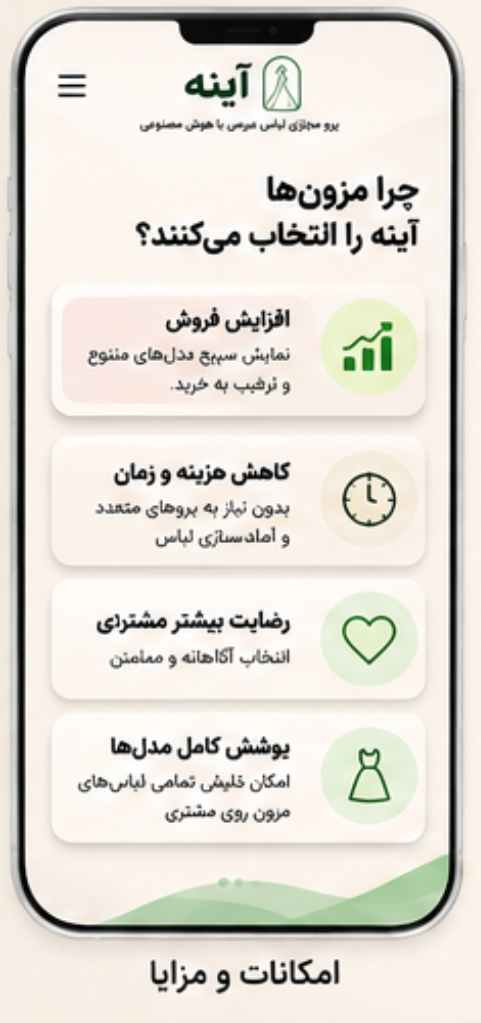 آینه
پرو مجازی لباس عروس با هوش مصنوعی
چرا مزون‌ها
آینه را انتخاب می‌کنند؟
افزایش فروش
نمایش سریع مدل‌های متنوع
و ترغیب به خرید.
کاهش هزینه و زمان
بدون نیاز به پروهای متعدد
و آماده‌سازی لباس
رضایت بیشتر مشتری
انتخاب آگاهانه و
پوشش کامل مدل‌ها
امکان تمامی لباس‌های
مزون روی مشتری
امکانات و مزایا